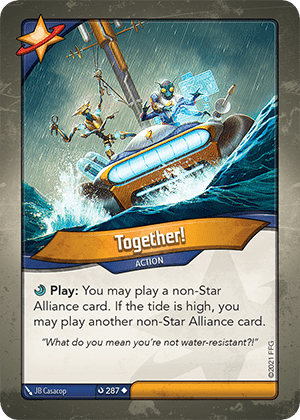 Together!
ACTION
Play: You may play a non-Star
Alliance card. If the tide is high, you
may play another non-Star Alliance card.
“What do you mean you’re not water-resistant?!”
©2021 FFG
JB Casacop
287